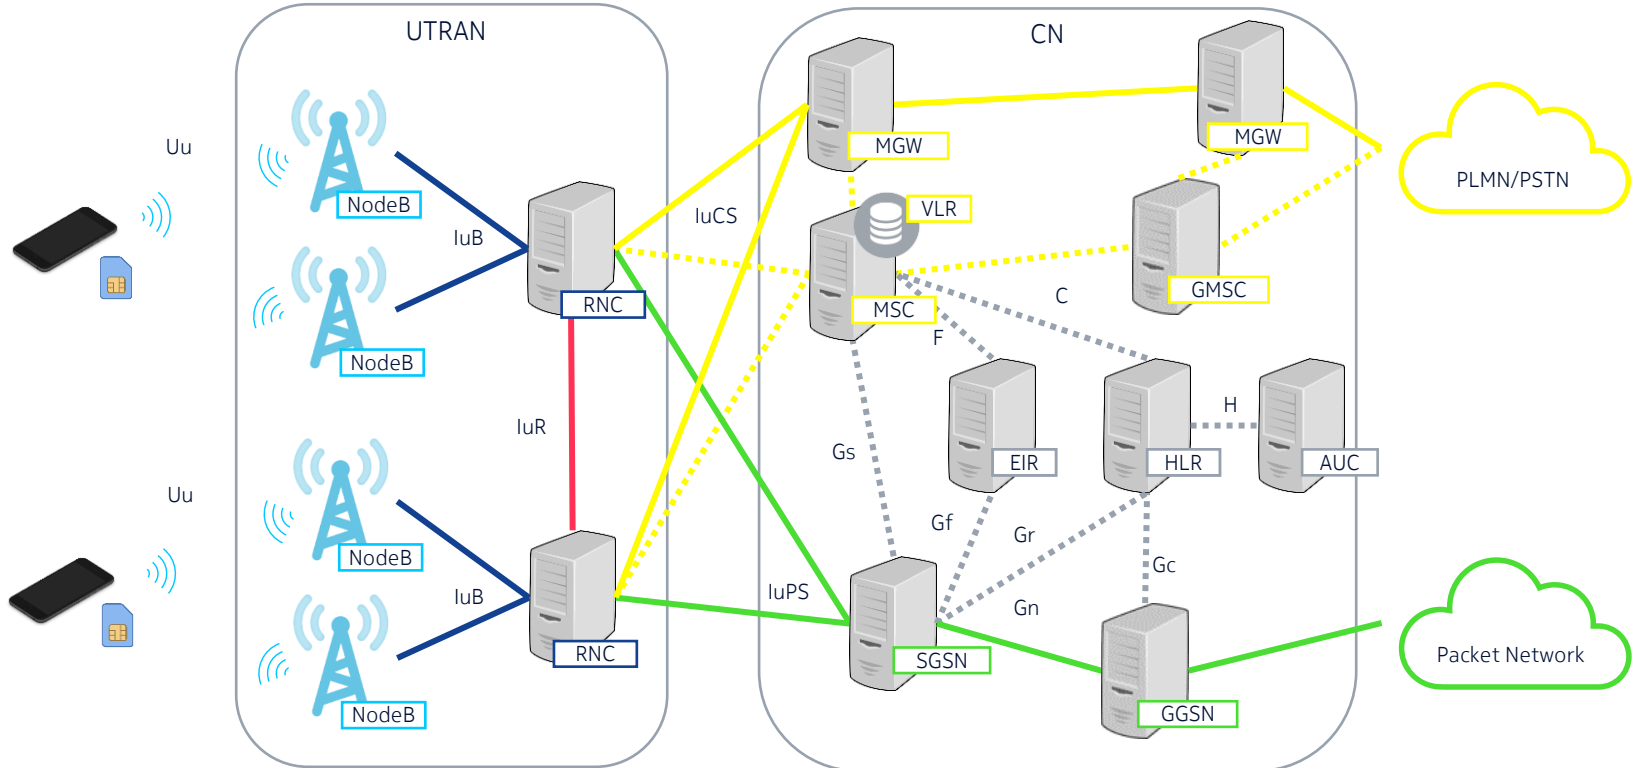 UTRAN
CN
Uu
NodeB
IuB
RNC
NodeB
IuR
Uu
NodeB
IuB
RNC
NodeB
IuCS
IuPS
MGW
MGW
VLR
MSC
GMSC
C
F
EIR
HLR
H
AUC
Gs
Gf
Gr
Gc
Gn
SGSN
GGSN
PLMN/PSTN
Packet Network